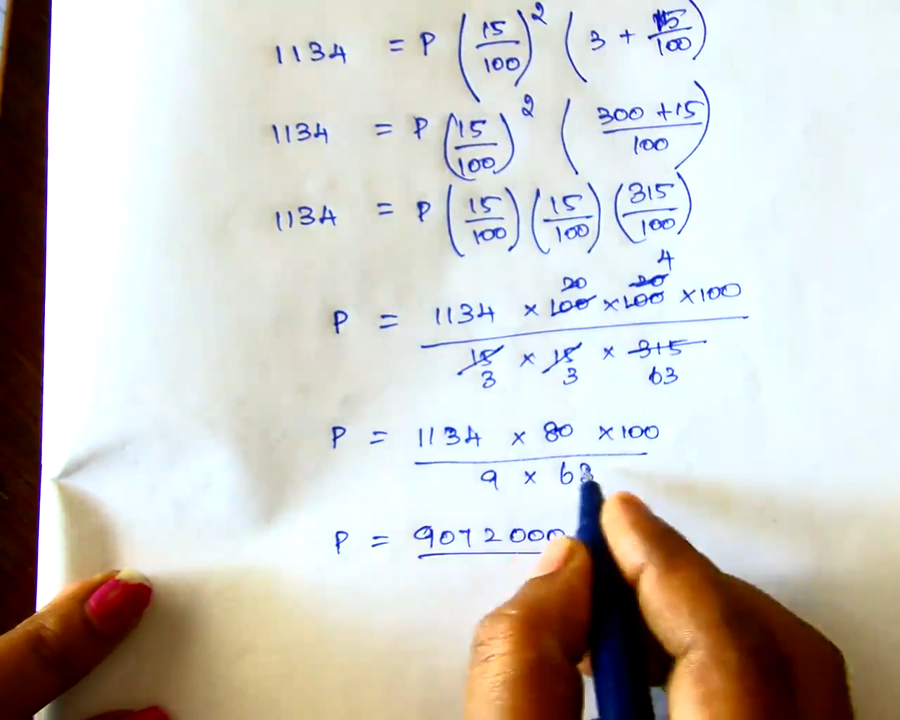 1134 = P (15/100)² (3 + 15/100)
1134 = P (15/100)² (300 + 15/100)
1134 = P (15/100) (15/100) (315/100)
20 20 4
P = 1134 × 100 × 100 × 100
15 × 15 × 315
3 3 63
P = 1134 × 80 × 100
9 × 63
P = 9072000